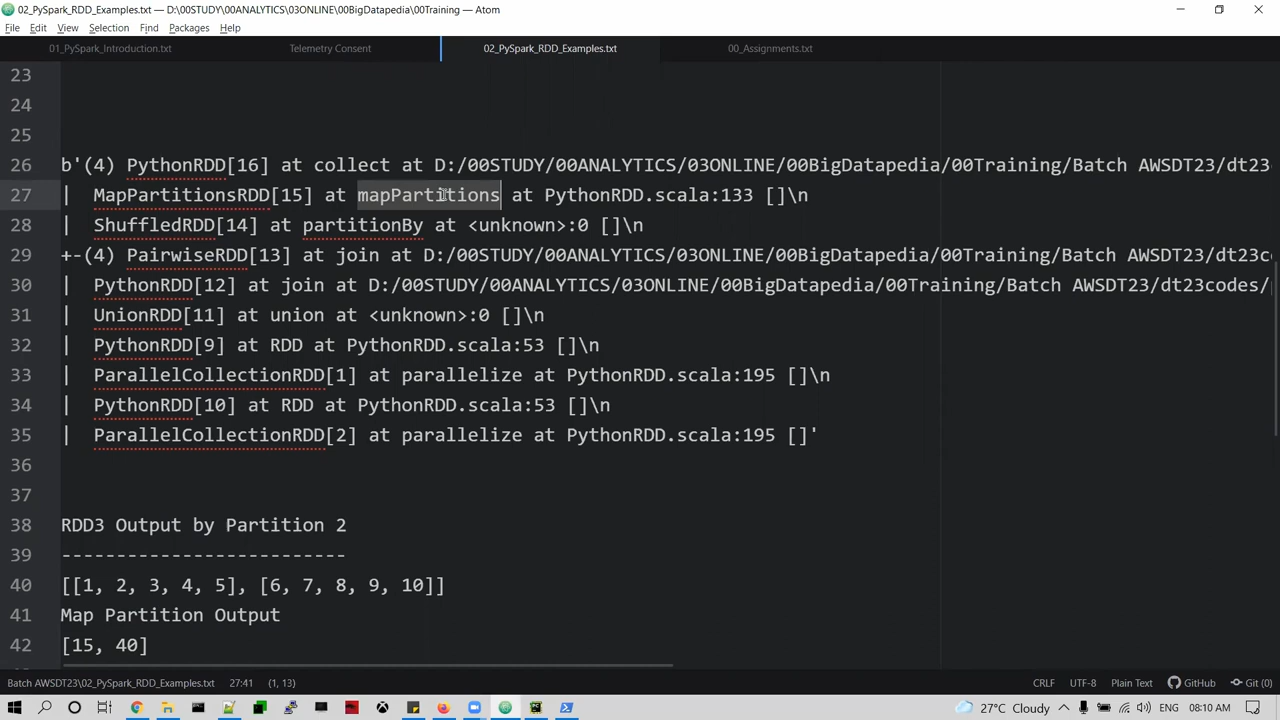 02_PySpark_RDD_Examples.txt — D:\00STUDY\00ANALYTICS\03ONLINE\00BigDatapedia\00Training — Atom
File Edit View Selection Find Packages Help
01_PySpark_Introduction.txt Telemetry Consent 02_PySpark_RDD_Examples.txt 00_Assignments.txt
23
24
25
26 b'(4) PythonRDD[16] at collect at D:/00STUDY/00ANALYTICS/03ONLINE/00BigDatapedia/00Training/Batch AWSDT23/dt23
27 | MapPartitionsRDD[15] at mapPartitions at PythonRDD.scala:133 []\n
28 | ShuffledRDD[14] at partitionBy at <unknown>:0 []\n
29 +-(4) PairwiseRDD[13] at join at D:/00STUDY/00ANALYTICS/03ONLINE/00BigDatapedia/00Training/Batch AWSDT23/dt23c
30 | PythonRDD[12] at join at D:/00STUDY/00ANALYTICS/03ONLINE/00BigDatapedia/00Training/Batch AWSDT23/dt23codes/
31 | UnionRDD[11] at union at <unknown>:0 []\n
32 | PythonRDD[9] at RDD at PythonRDD.scala:53 []\n
33 | ParallelCollectionRDD[1] at parallelize at PythonRDD.scala:195 []\n
34 | PythonRDD[10] at RDD at PythonRDD.scala:53 []\n
35 | ParallelCollectionRDD[2] at parallelize at PythonRDD.scala:195 []'
36
37
38 RDD3 Output by Partition 2
39 --------------------------
40 [[1, 2, 3, 4, 5], [6, 7, 8, 9, 10]]
41 Map Partition Output
42 [15, 40]
Batch AWSDT23\02_PySpark_RDD_Examples.txt 27:41 (1, 13) CRLF UTF-8 Plain Text GitHub Git (0)
27°C Cloudy ENG 08:10 AM